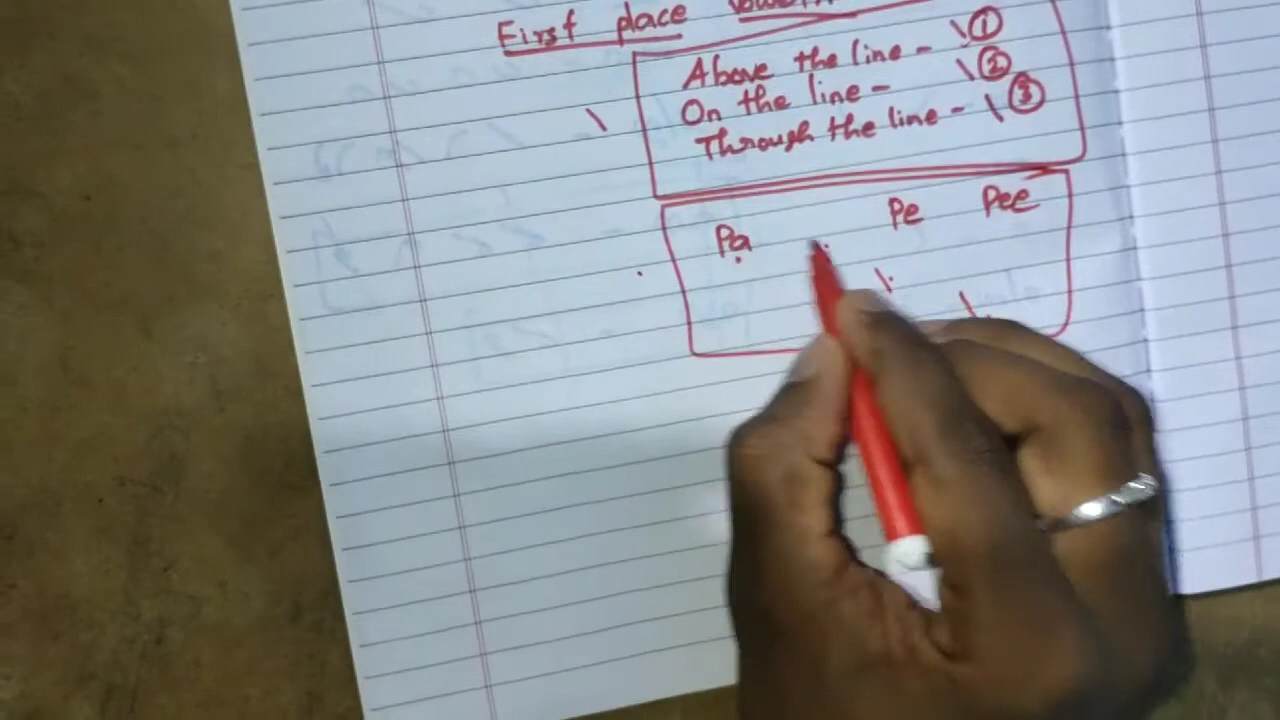 First place
Above the line - \ ①
On the line - \ ②
Through the line - \ ③
Pa Pe Pee